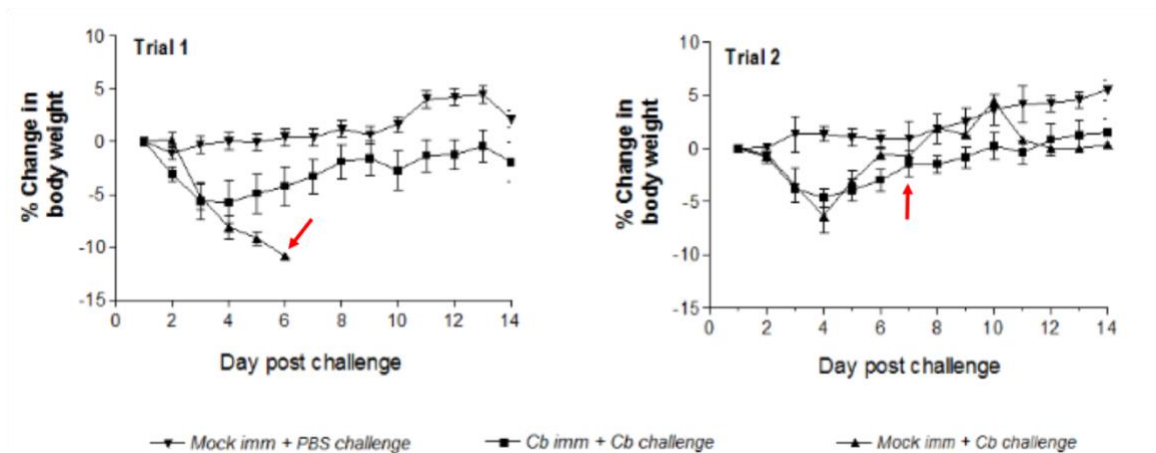 Trial 1
% Change in
body weight
10
5
0
-5
-10
-15
0 2 4 6 8 10 12 14
Day post challenge
Trial 2
% Change in
body weight
10
5
0
-5
-10
-15
0 2 4 6 8 10 12 14
Day post challenge
Mock imm + PBS challenge Cb imm + Cb challenge Mock imm + Cb challenge